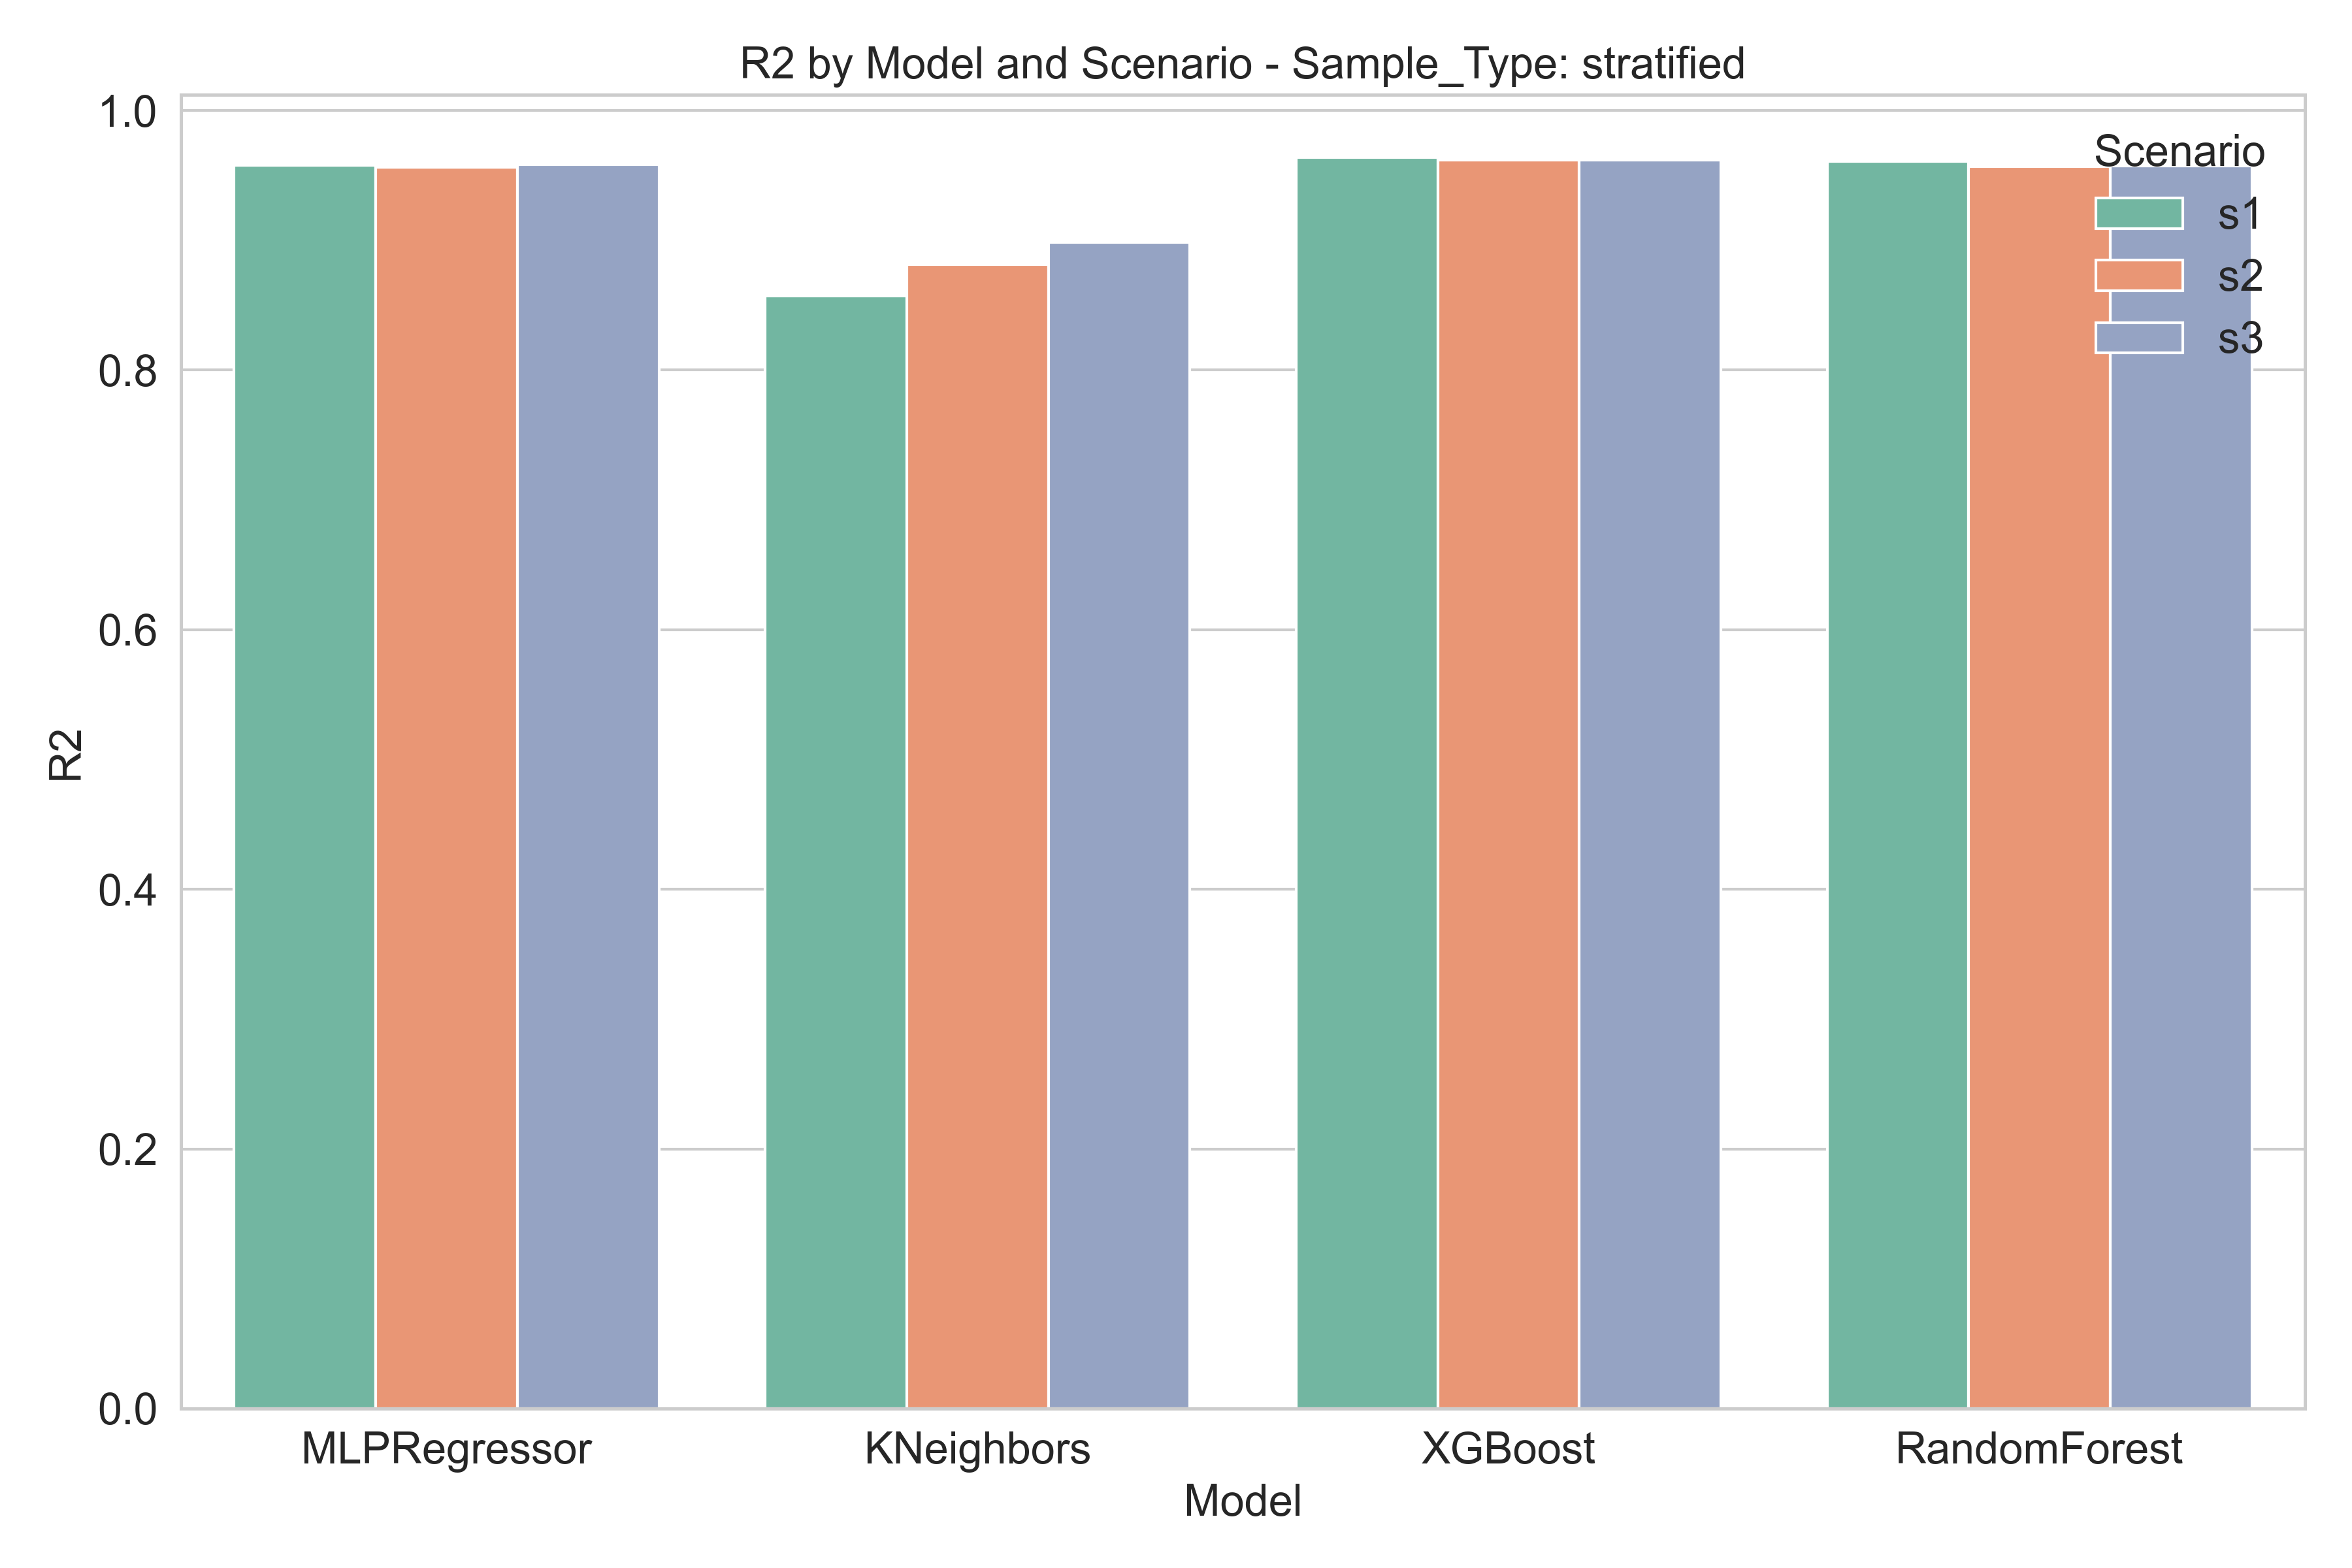 R2 by Model and Scenario - Sample_Type: stratified
Scenario
s1
s2
s3
1.0
0.8
0.6
0.4
0.2
0.0
R2
MLPRegressor KNeighbors XGBoost RandomForest
Model